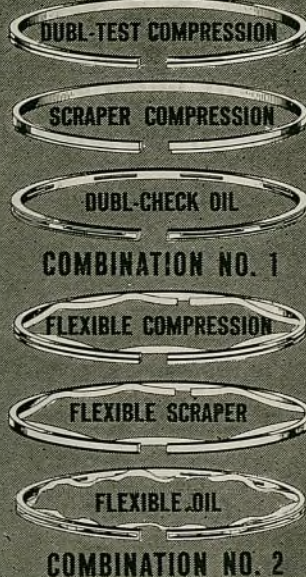 DUBL-TEST COMPRESSION
SCRAPER COMPRESSION
DUBL-CHECK OIL
COMBINATION NO. 1
FLEXIBLE COMPRESSION
FLEXIBLE SCRAPER
FLEXIBLE OIL
COMBINATION NO. 2